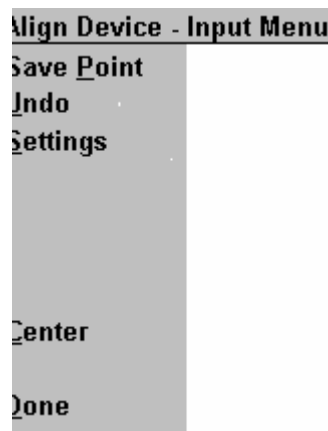 Align Device - Input Menu
Save Point
Undo
Settings
Center
Done